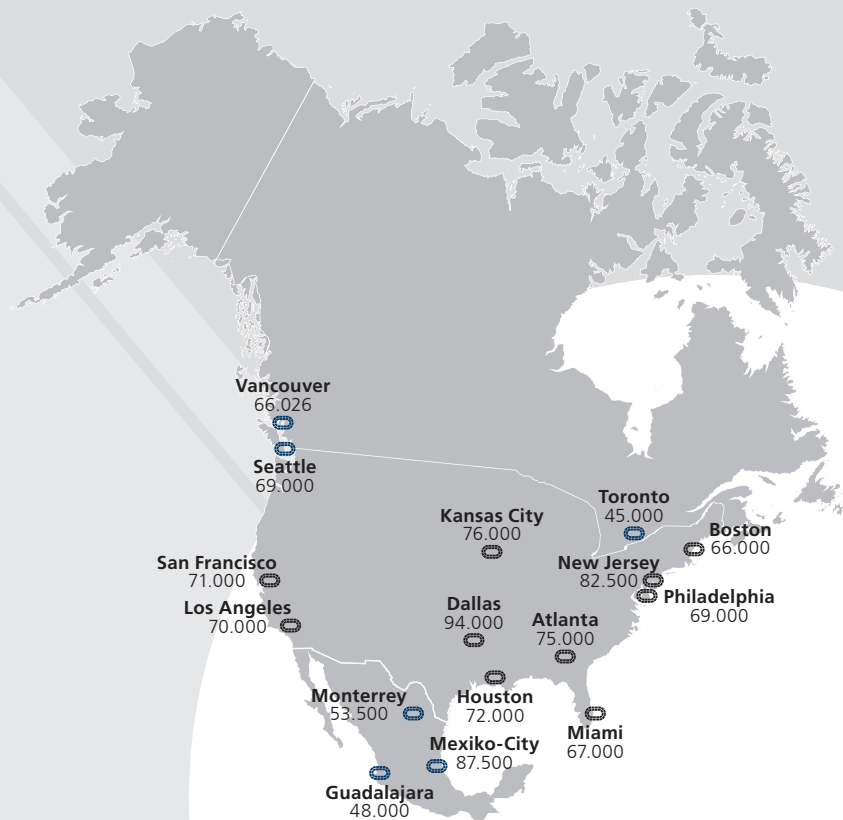 Vancouver
66.026
Seattle
69.000
Kansas City
76.000
Toronto
45.000
Boston
66.000
San Francisco
71.000
New Jersey
82.500
Philadelphia
69.000
Los Angeles
70.000
Dallas
94.000
Atlanta
75.000
Monterrey
53.500
Houston
72.000
Miami
67.000
Mexiko-City
87.500
Guadalajara
48.000